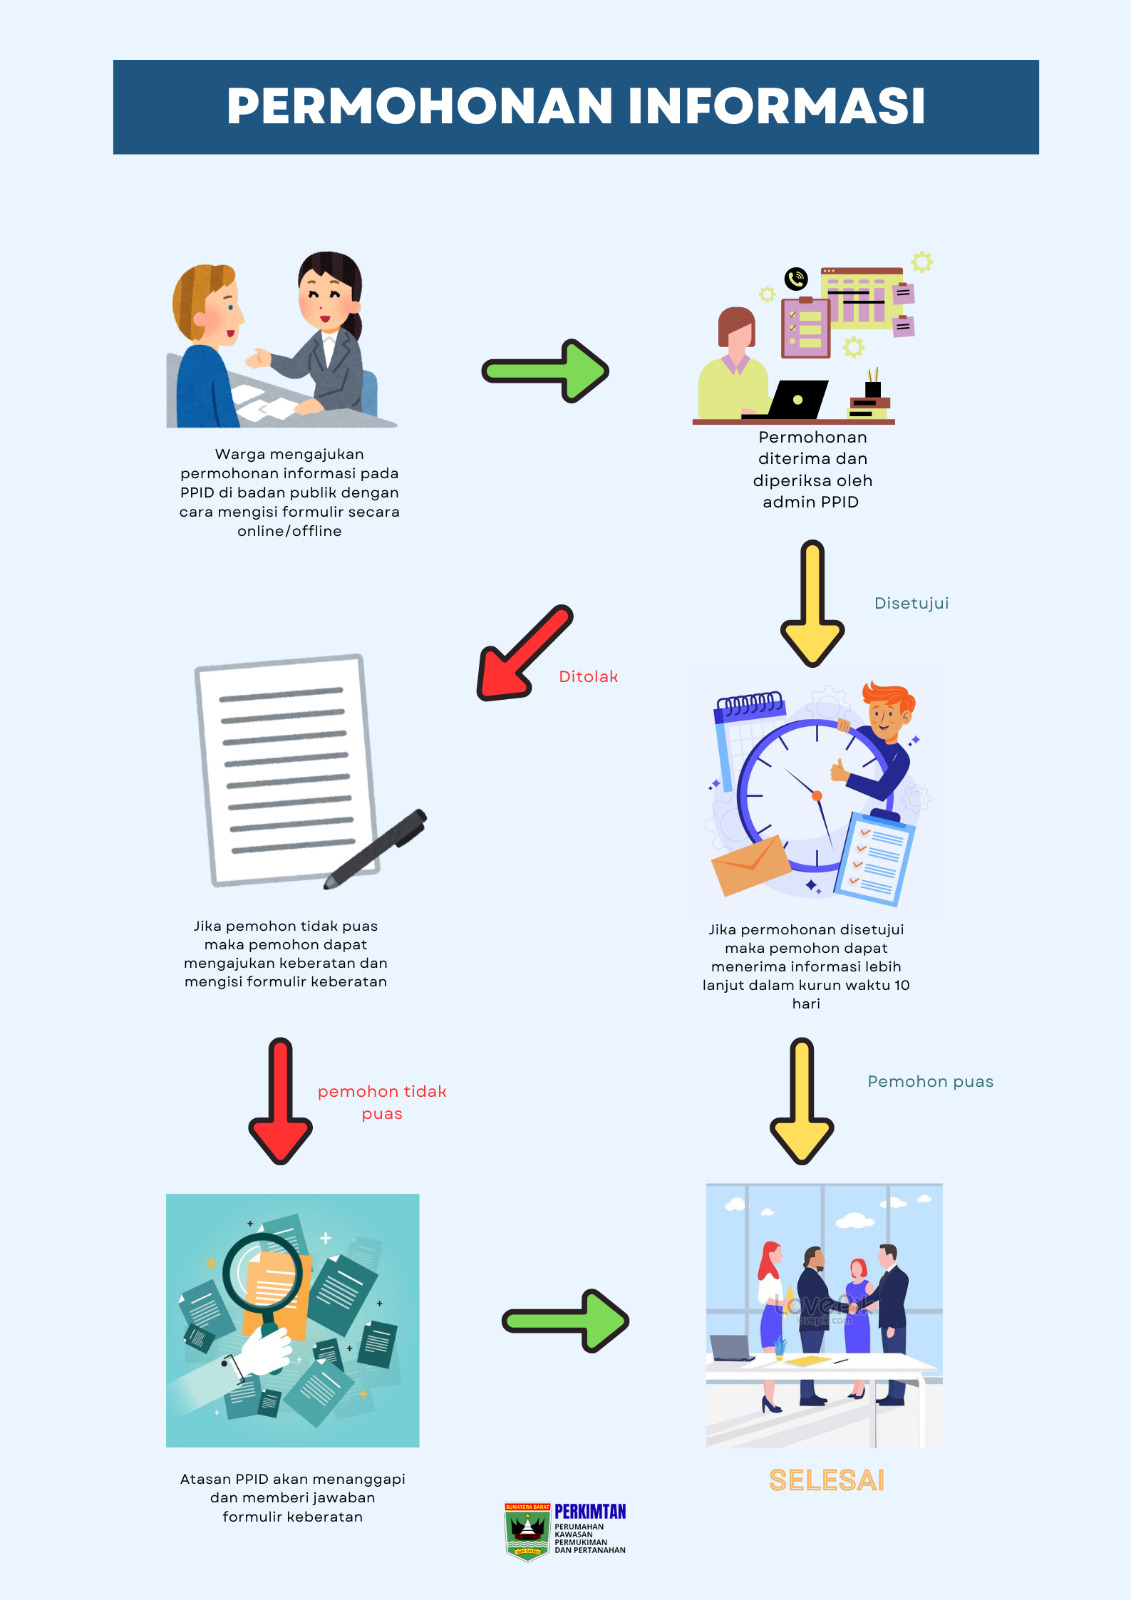 PERMOHONAN INFORMASI
Warga mengajukan
permohonan informasi pada
PPID di badan publik dengan
cara mengisi formulir secara
online/offline
Permohonan
diterima dan
diperiksa oleh
admin PPID
Disetujui
Ditolak
Jika pemohon tidak puas
maka pemohon dapat
mengajukan keberatan dan
mengisi formulir keberatan
Jika permohonan disetujui
maka pemohon dapat
menerima informasi lebih
lanjut dalam kurun waktu 10
hari
pemohon tidak
puas
Pemohon puas
LovePik
lovepik.com
Atasan PPID akan menanggapi
dan memberi jawaban
formulir keberatan
SELESAI
SUMATERA BARAT
PERKIMTAN
PERUMAHAN
KAWASAN
PERMUKIMAN
DAN PERTANAHAN